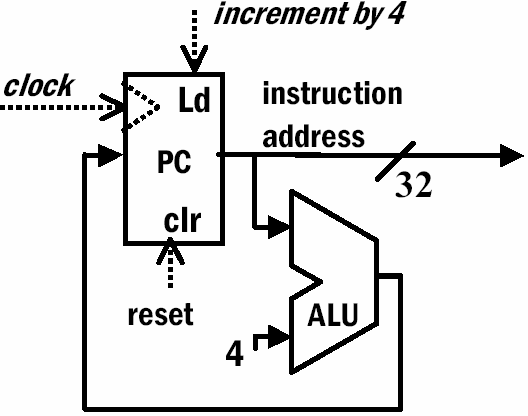 increment by 4
clock
Ld
instruction
address
PC
32
clr
reset
ALU
4